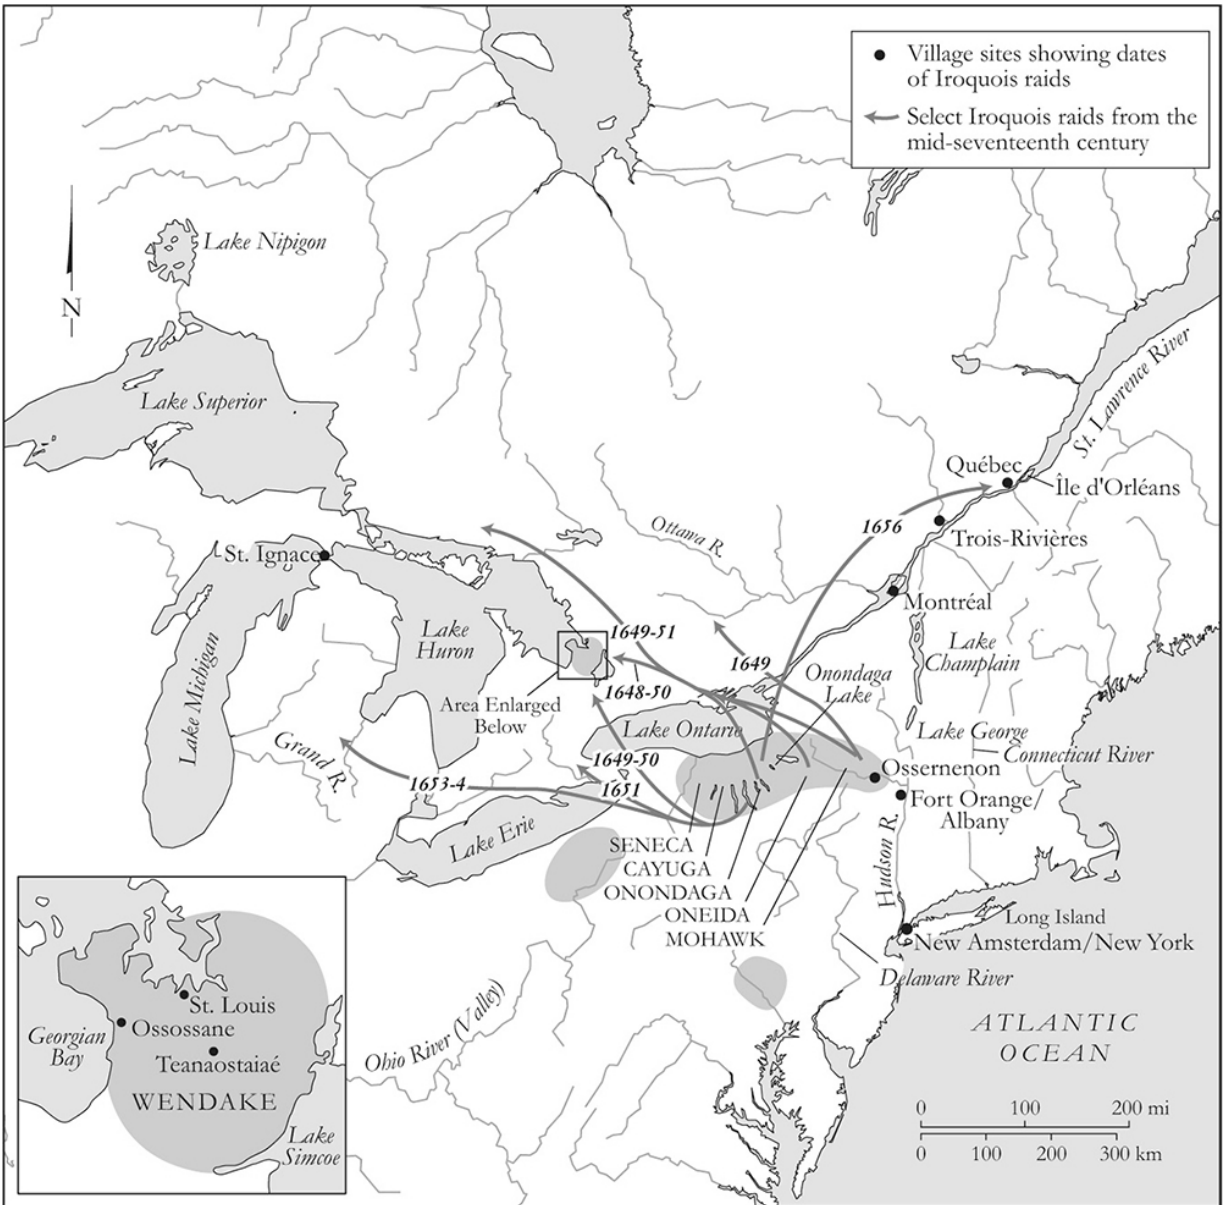 Village sites showing dates
of Iroquois raids
Select Iroquois raids from the
mid-seventeenth century
Lake Nipigon
N
Lake Superior
St. Lawrence River
Québec
Île d'Orléans
1656
Ottawa R.
Trois-Rivières
St. Ignace
Montréal
Lake
Huron
1649-51
Lake
Champlain
1649
Onondaga
Lake
Lake Michigan
1648-50
Area Enlarged
Below
Lake Ontario
Lake George
Connecticut River
Grand R.
1649-50
Ossernenon
1653-4
1651
Fort Orange/
Albany
Lake Erie
SENECA
CAYUGA
ONONDAGA
ONEIDA
MOHAWK
Hudson R.
Long Island
New Amsterdam/New York
Delaware River
Ohio River (Valley)
ATLANTIC
OCEAN
St. Louis
Ossossane
Georgian
Bay
Teanaostaiaé
WENDAKE
Lake
Simcoe
0 100 200 mi
0 100 200 300 km